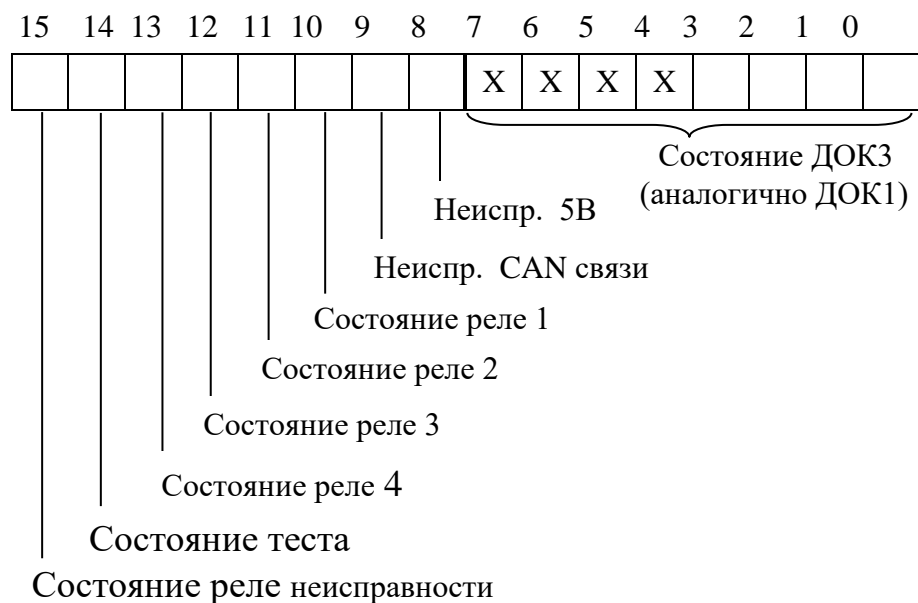 15 14 13 12 11 10 9 8 7 6 5 4 3 2 1 0
X X X X
Состояние ДОК3
(аналогично ДОК1)
Неиспр. 5В
Неиспр. CAN связи
Состояние реле 1
Состояние реле 2
Состояние реле 3
Состояние реле 4
Состояние теста
Состояние реле неисправности